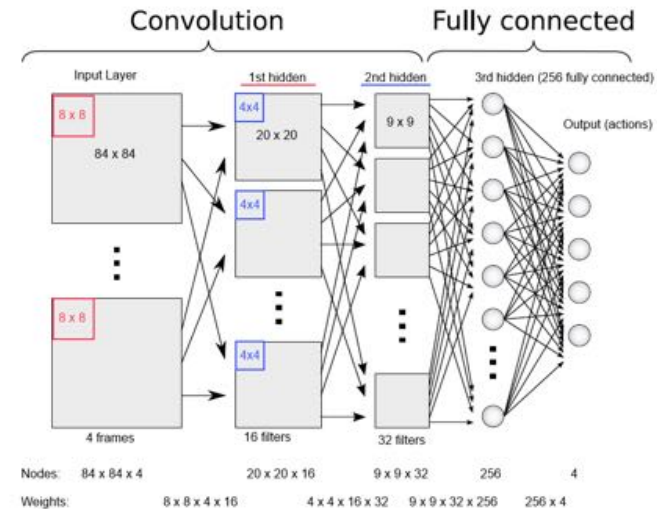 Convolution
Fully connected
Input Layer
1st hidden
2nd hidden
3rd hidden (256 fully connected)
Output (actions)
8 x 8
84 x 84
4x4
20 x 20
9 x 9
4x4
8 x 8
4x4
4 frames
16 filters
32 filters
Nodes: 84 x 84 x 4 20 x 20 x 16 9 x 9 x 32 256 4
Weights: 8 x 8 x 4 x 16 4 x 4 x 16 x 32 9 x 9 x 32 x 256 256 x 4